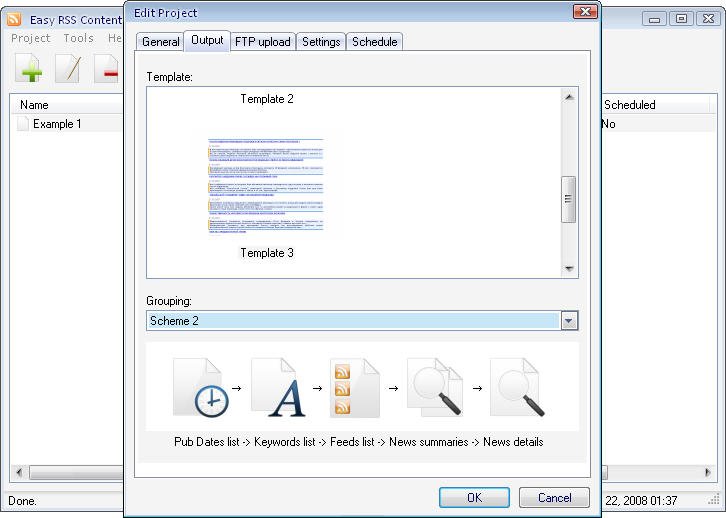 Easy RSS Content
Edit Project
Project Tools He
General Output FTP upload Settings Schedule
Template:
Template 2
Template 3
Name
Scheduled
Example 1
No
Grouping:
Scheme 2
A
Pub Dates list -> Keywords list -> Feeds list -> News summaries -> News details
OK Cancel
Done.
22, 2008 01:37